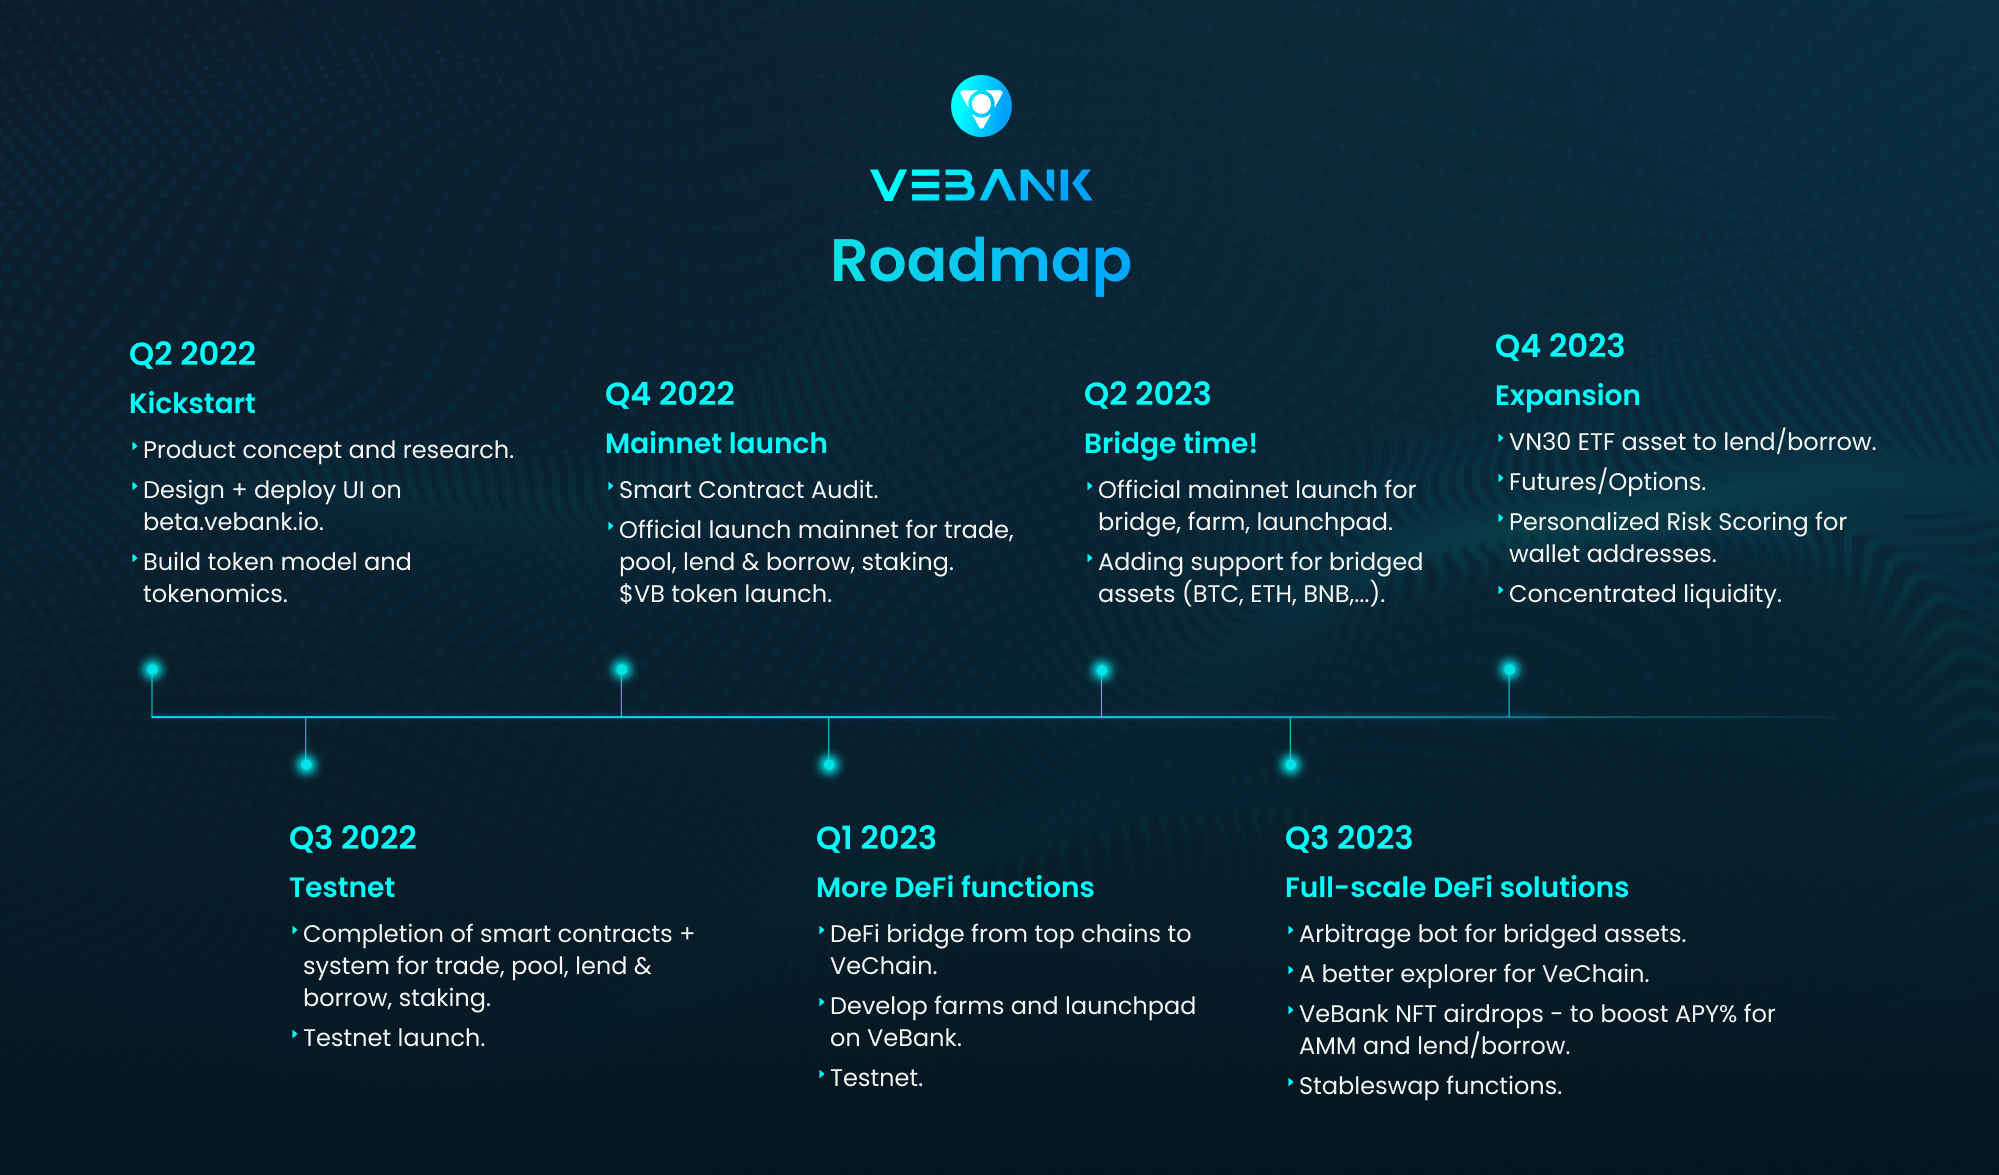 VEBANK
Roadmap
Q2 2022
Kickstart
Product concept and research.
Design + deploy UI on
beta.vebank.io.
Build token model and
tokenomics.
Q3 2022
Testnet
Completion of smart contracts +
system for trade, pool, lend &
borrow, staking.
Testnet launch.
Q4 2022
Mainnet launch
Smart Contract Audit.
Official launch mainnet for trade,
pool, lend & borrow, staking.
$VB token launch.
Q1 2023
More DeFi functions
DeFi bridge from top chains to
VeChain.
Develop farms and launchpad
on VeBank.
Testnet.
Q2 2023
Bridge time!
Official mainnet launch for
bridge, farm, launchpad.
Adding support for bridged
assets (BTC, ETH, BNB,...).
Q3 2023
Full-scale DeFi solutions
Arbitrage bot for bridged assets.
A better explorer for VeChain.
VeBank NFT airdrops - to boost APY% for
AMM and lend/borrow.
Stableswap functions.
Q4 2023
Expansion
VN30 ETF asset to lend/borrow.
Futures/Options.
Personalized Risk Scoring for
wallet addresses.
Concentrated liquidity.